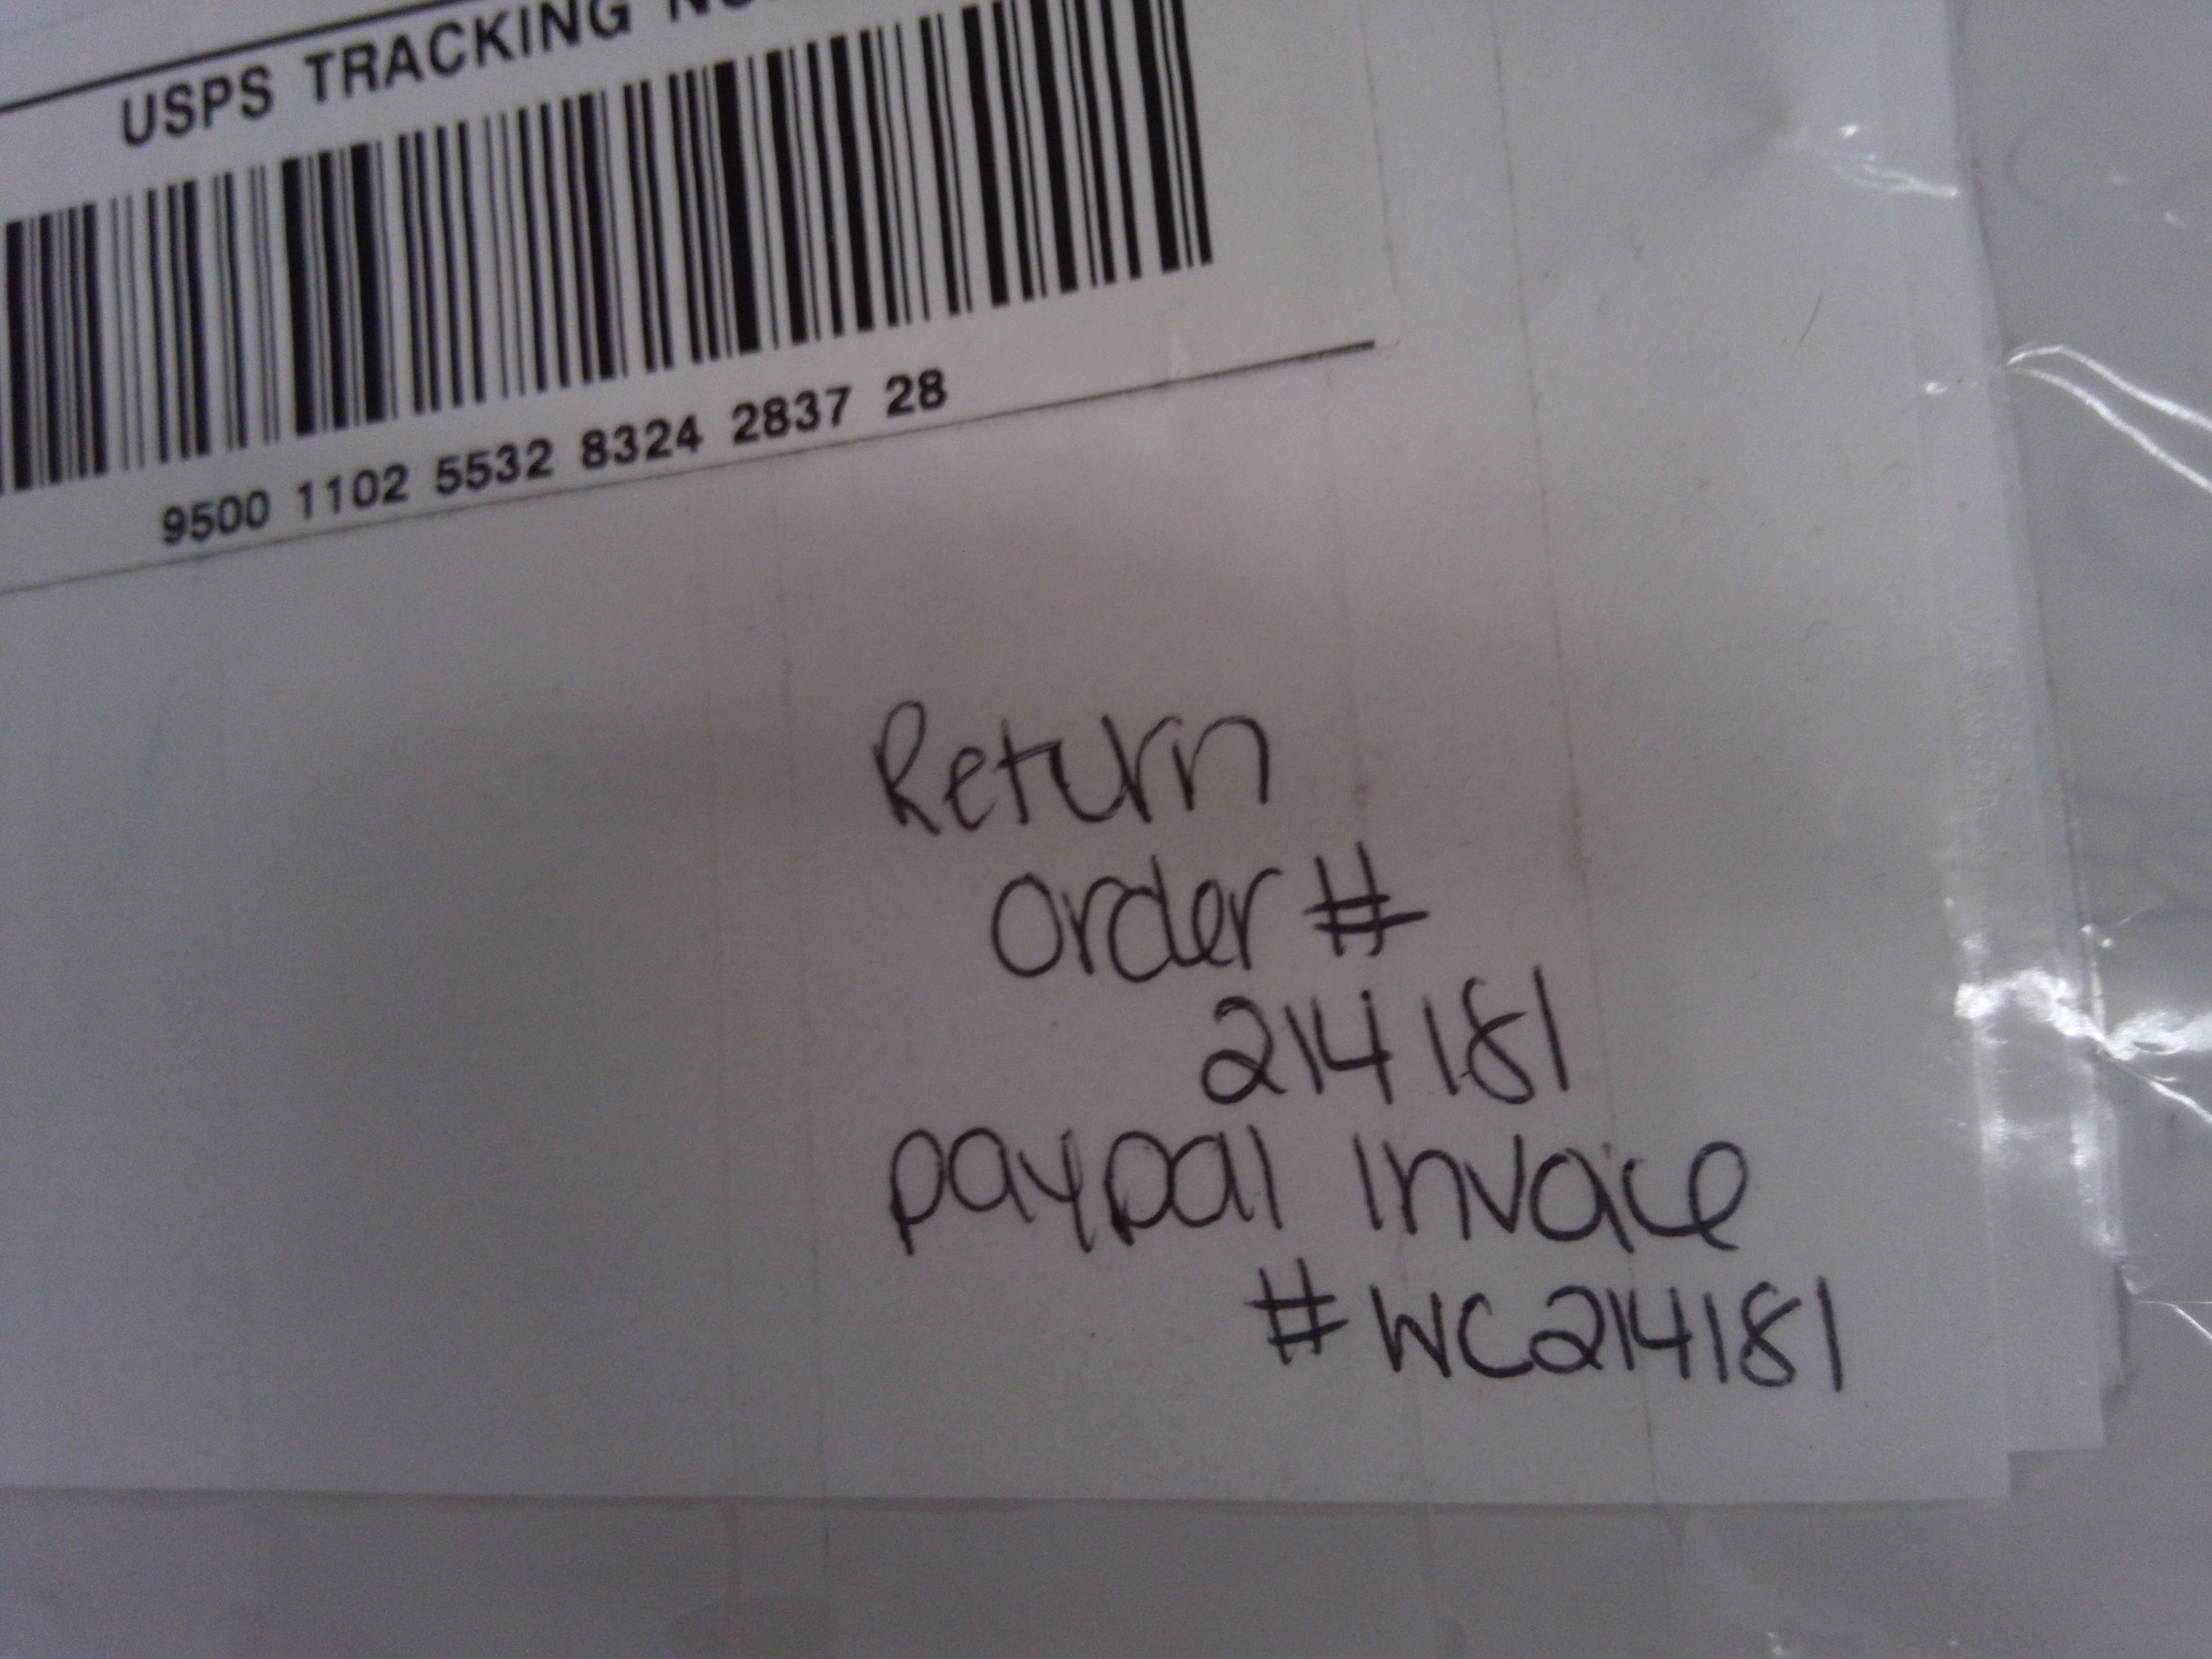 USPS TRACKING
9500 1102 5532 8324 2837 28
Return
Order #
214181
paypal invoice
#WC214181